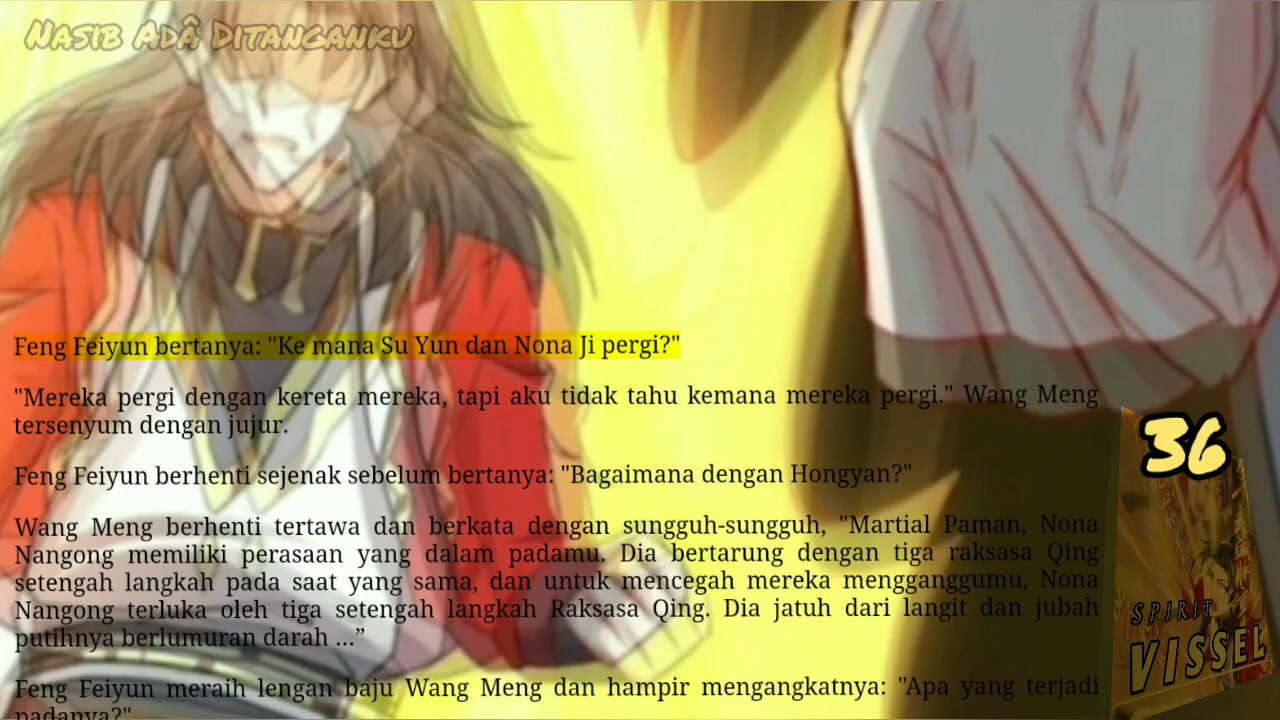 Nasib Adâ Ditanganku
Feng Feiyun bertanya: "Ke mana Su Yun dan Nona Ji pergi?"
"Mereka pergi dengan kereta mereka, tapi aku tidak tahu kemana mereka pergi." Wang Meng
tersenyum dengan jujur.
Feng Feiyun berhenti sejenak sebelum bertanya: "Bagaimana dengan Hongyan?"
Wang Meng berhenti tertawa dan berkata dengan sungguh-sungguh, "Martial Paman, Nona
Nangong memiliki perasaan yang dalam padamu. Dia bertarung dengan tiga raksasa Qing
setengah langkah pada saat yang sama, dan untuk mencegah mereka mengganggumu, Nona
Nangong terluka oleh tiga setengah langkah Raksasa Qing. Dia jatuh dari langit dan jubah
putihnya berlumuran darah ...”
Feng Feiyun meraih lengan baju Wang Meng dan hampir mengangkatnya: "Apa yang terjadi
padanya?"
36
SPIRIT
VISSEL